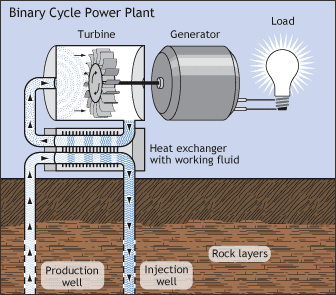 Binary Cycle Power Plant
Turbine
Generator
Load
Heat exchanger
with working fluid
Rock layers
Production
well
Injection
well